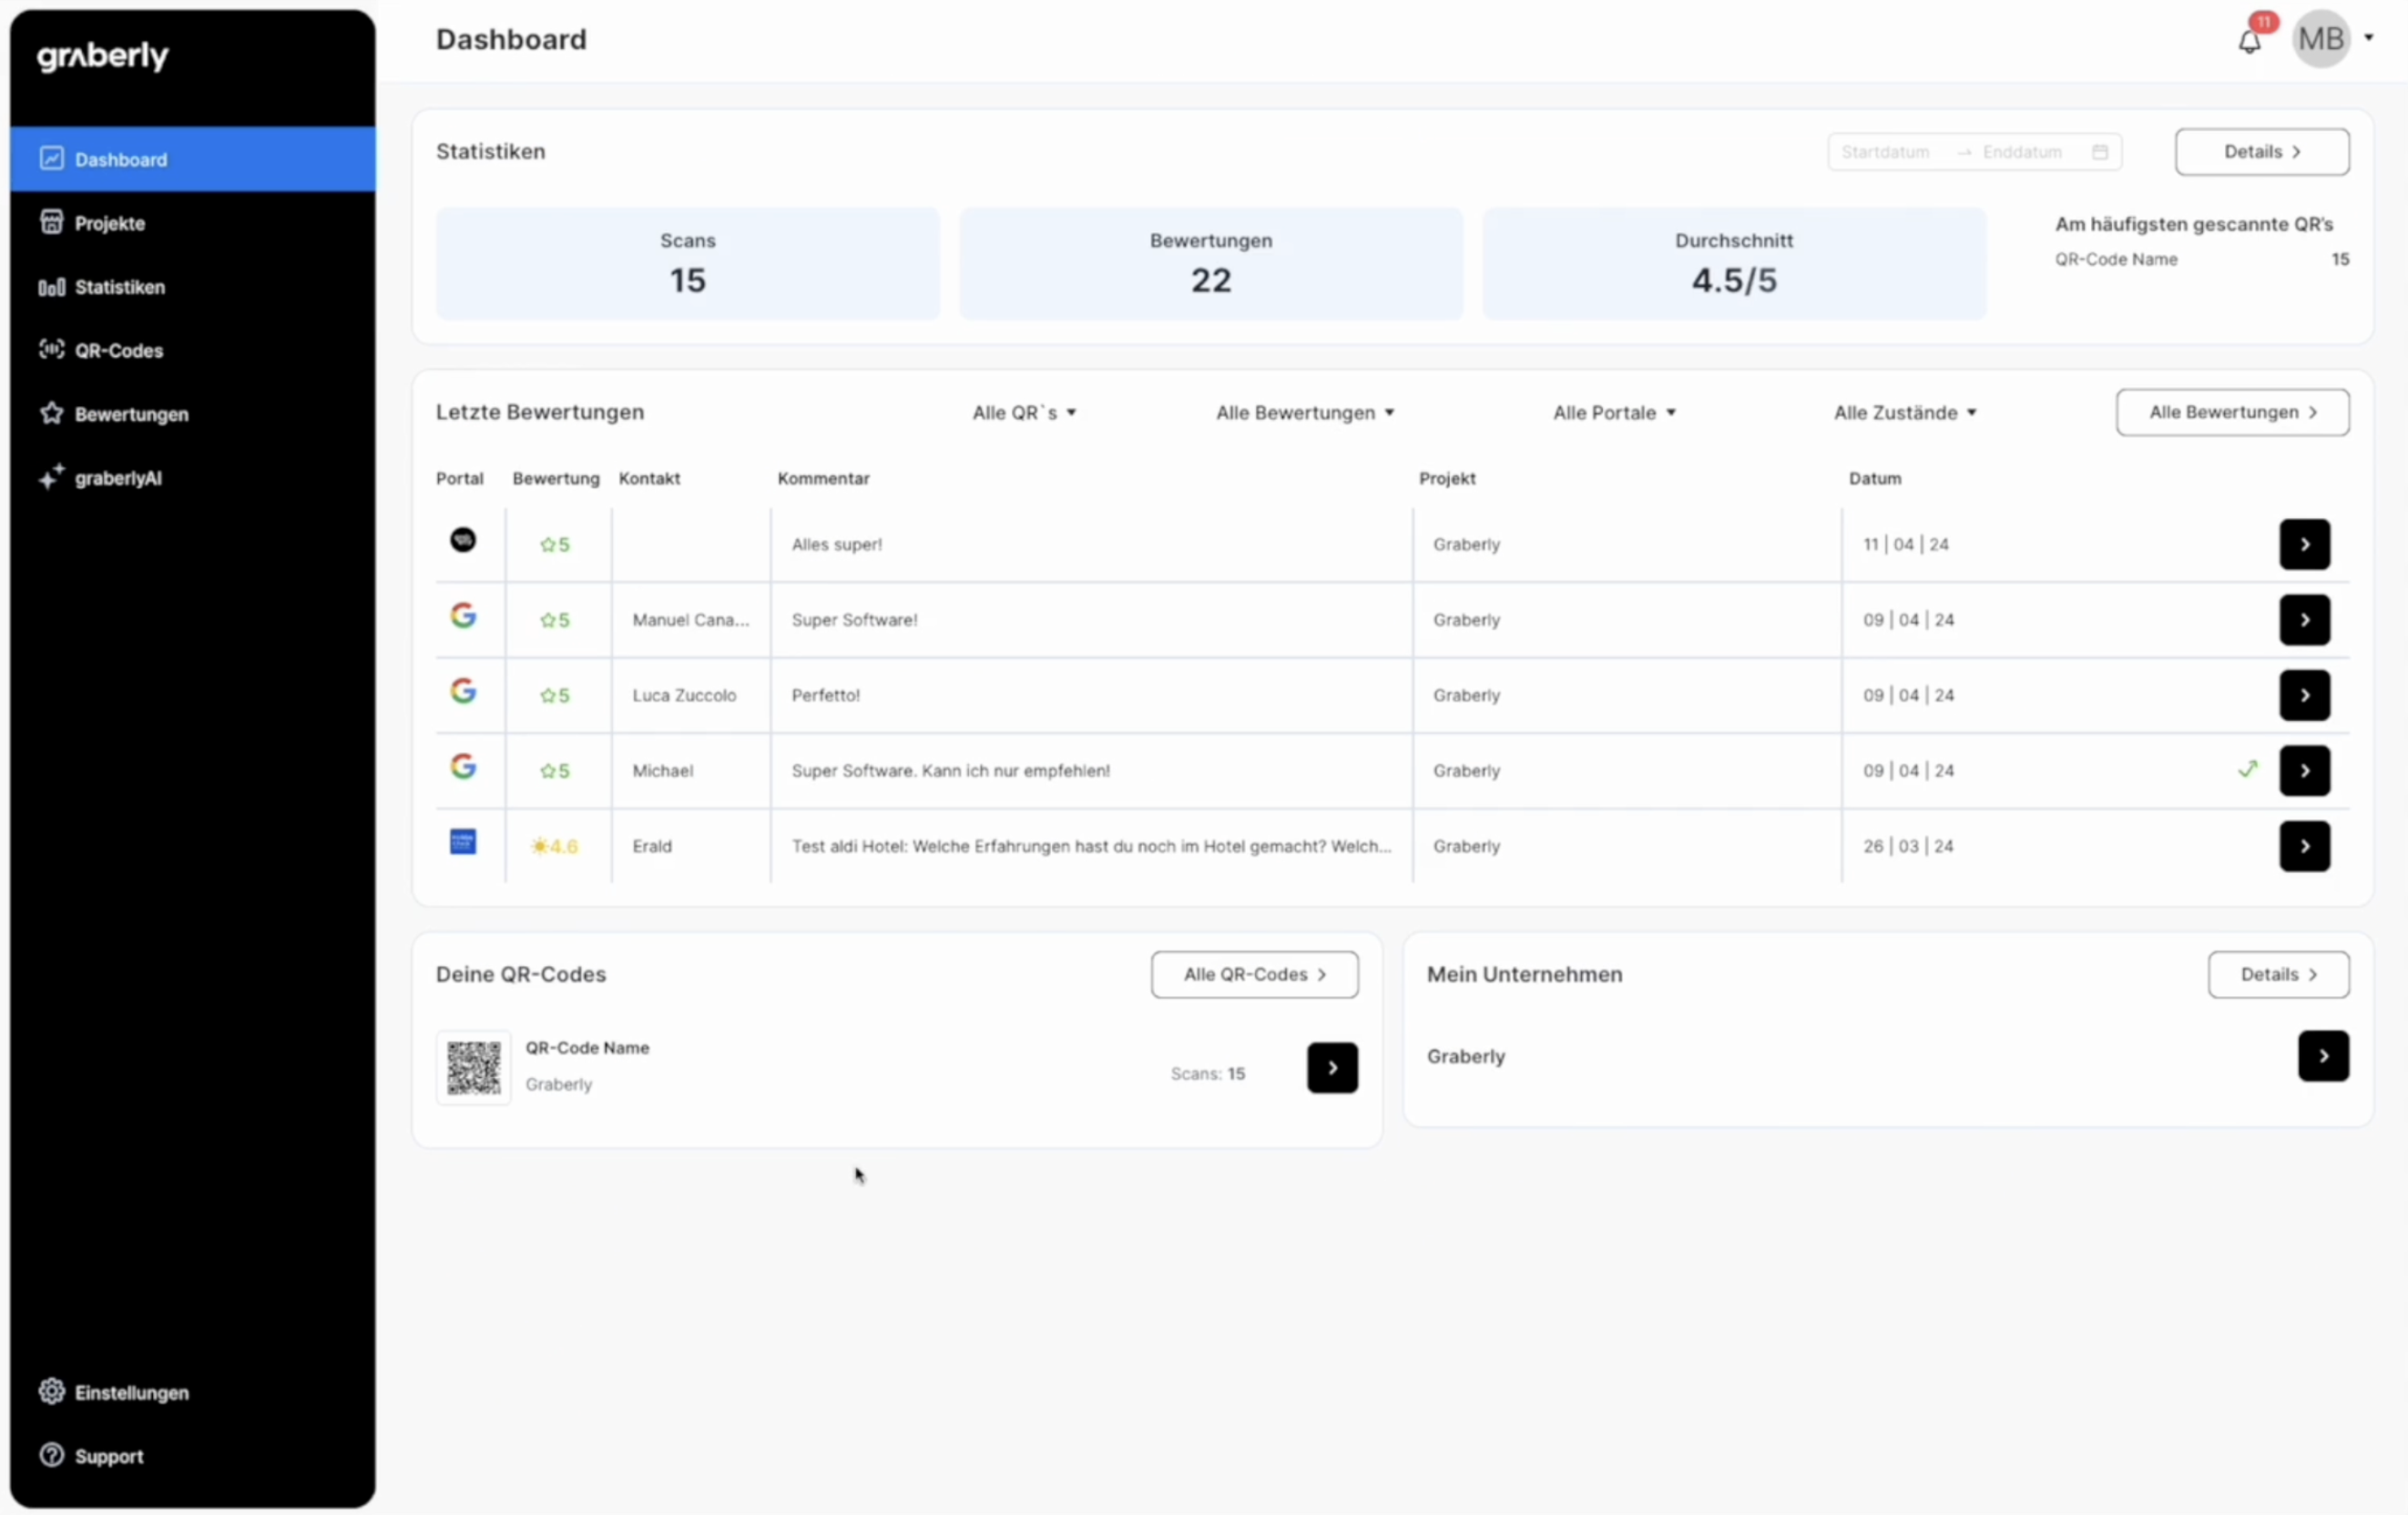 graberly
Dashboard
11
MB
Dashboard
Projekte
Statistiken
QR-Codes
Bewertungen
graberlyAI
Einstellungen
Support
Statistiken
Startdatum → Enddatum
Details >
Scans
15
Bewertungen
22
Durchschnitt
4.5/5
Am häufigsten gescannte QR's
QR-Code Name 15
Letzte Bewertungen
Alle QR`s
Alle Bewertungen
Alle Portale
Alle Zustände
Alle Bewertungen >
Portal Bewertung Kontakt Kommentar Projekt Datum
5 Alles super! Graberly 11 | 04 | 24
5 Manuel Cana... Super Software! Graberly 09 | 04 | 24
5 Luca Zuccolo Perfetto! Graberly 09 | 04 | 24
5 Michael Super Software. Kann ich nur empfehlen! Graberly 09 | 04 | 24
4.6 Erald Test aldi Hotel: Welche Erfahrungen hast du noch im Hotel gemacht? Welch... Graberly 26 | 03 | 24
Deine QR-Codes
Alle QR-Codes >
QR-Code Name
Graberly
Scans: 15
Mein Unternehmen
Details >
Graberly